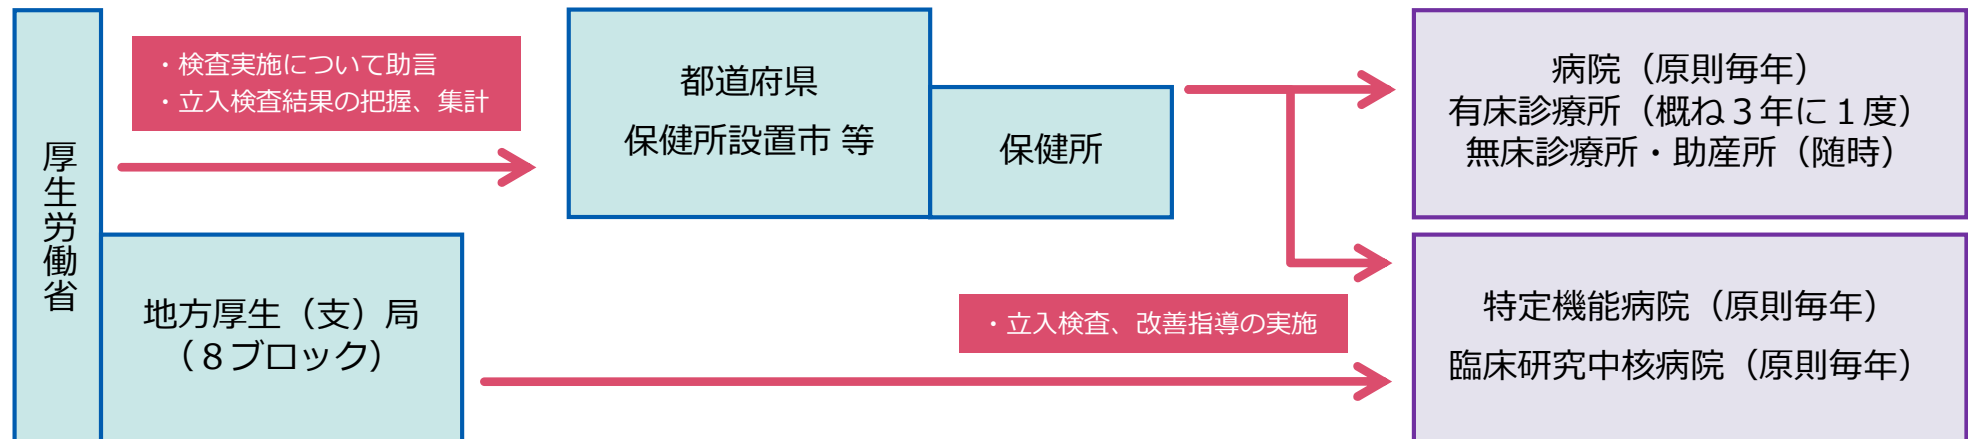 厚生労働省
・検査実施について助言
・立入検査結果の把握、集計
都道府県
保健所設置市 等
保健所
病院（原則毎年）
有床診療所（概ね３年に１度）
無床診療所・助産所（随時）
地方厚生（支）局
（８ブロック）
・立入検査、改善指導の実施
特定機能病院（原則毎年）
臨床研究中核病院（原則毎年）